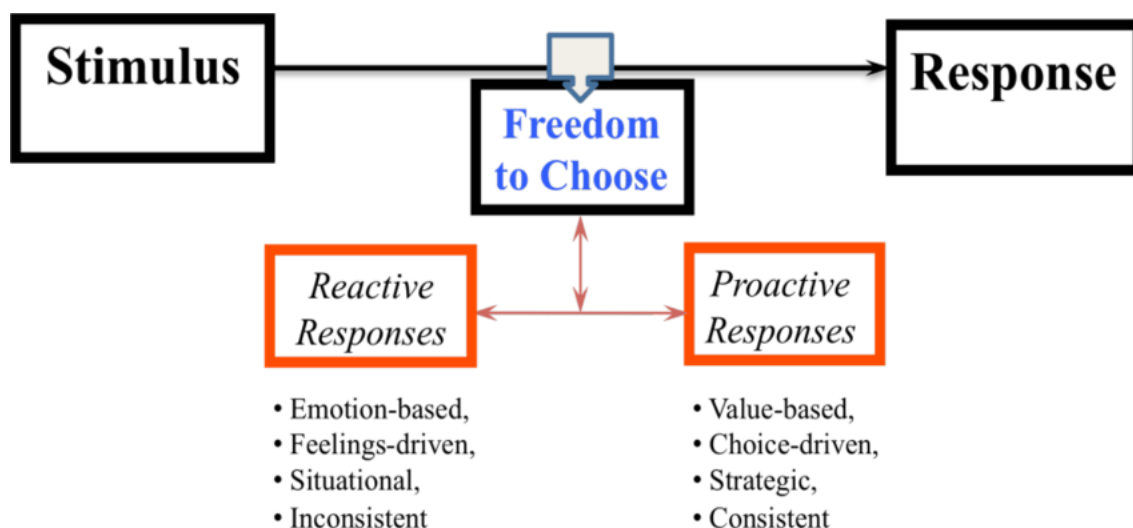 Stimulus
Response
Freedom
to Choose
Reactive
Responses
Proactive
Responses
• Emotion-based,
• Feelings-driven,
• Situational,
• Inconsistent
• Value-based,
• Choice-driven,
• Strategic,
• Consistent